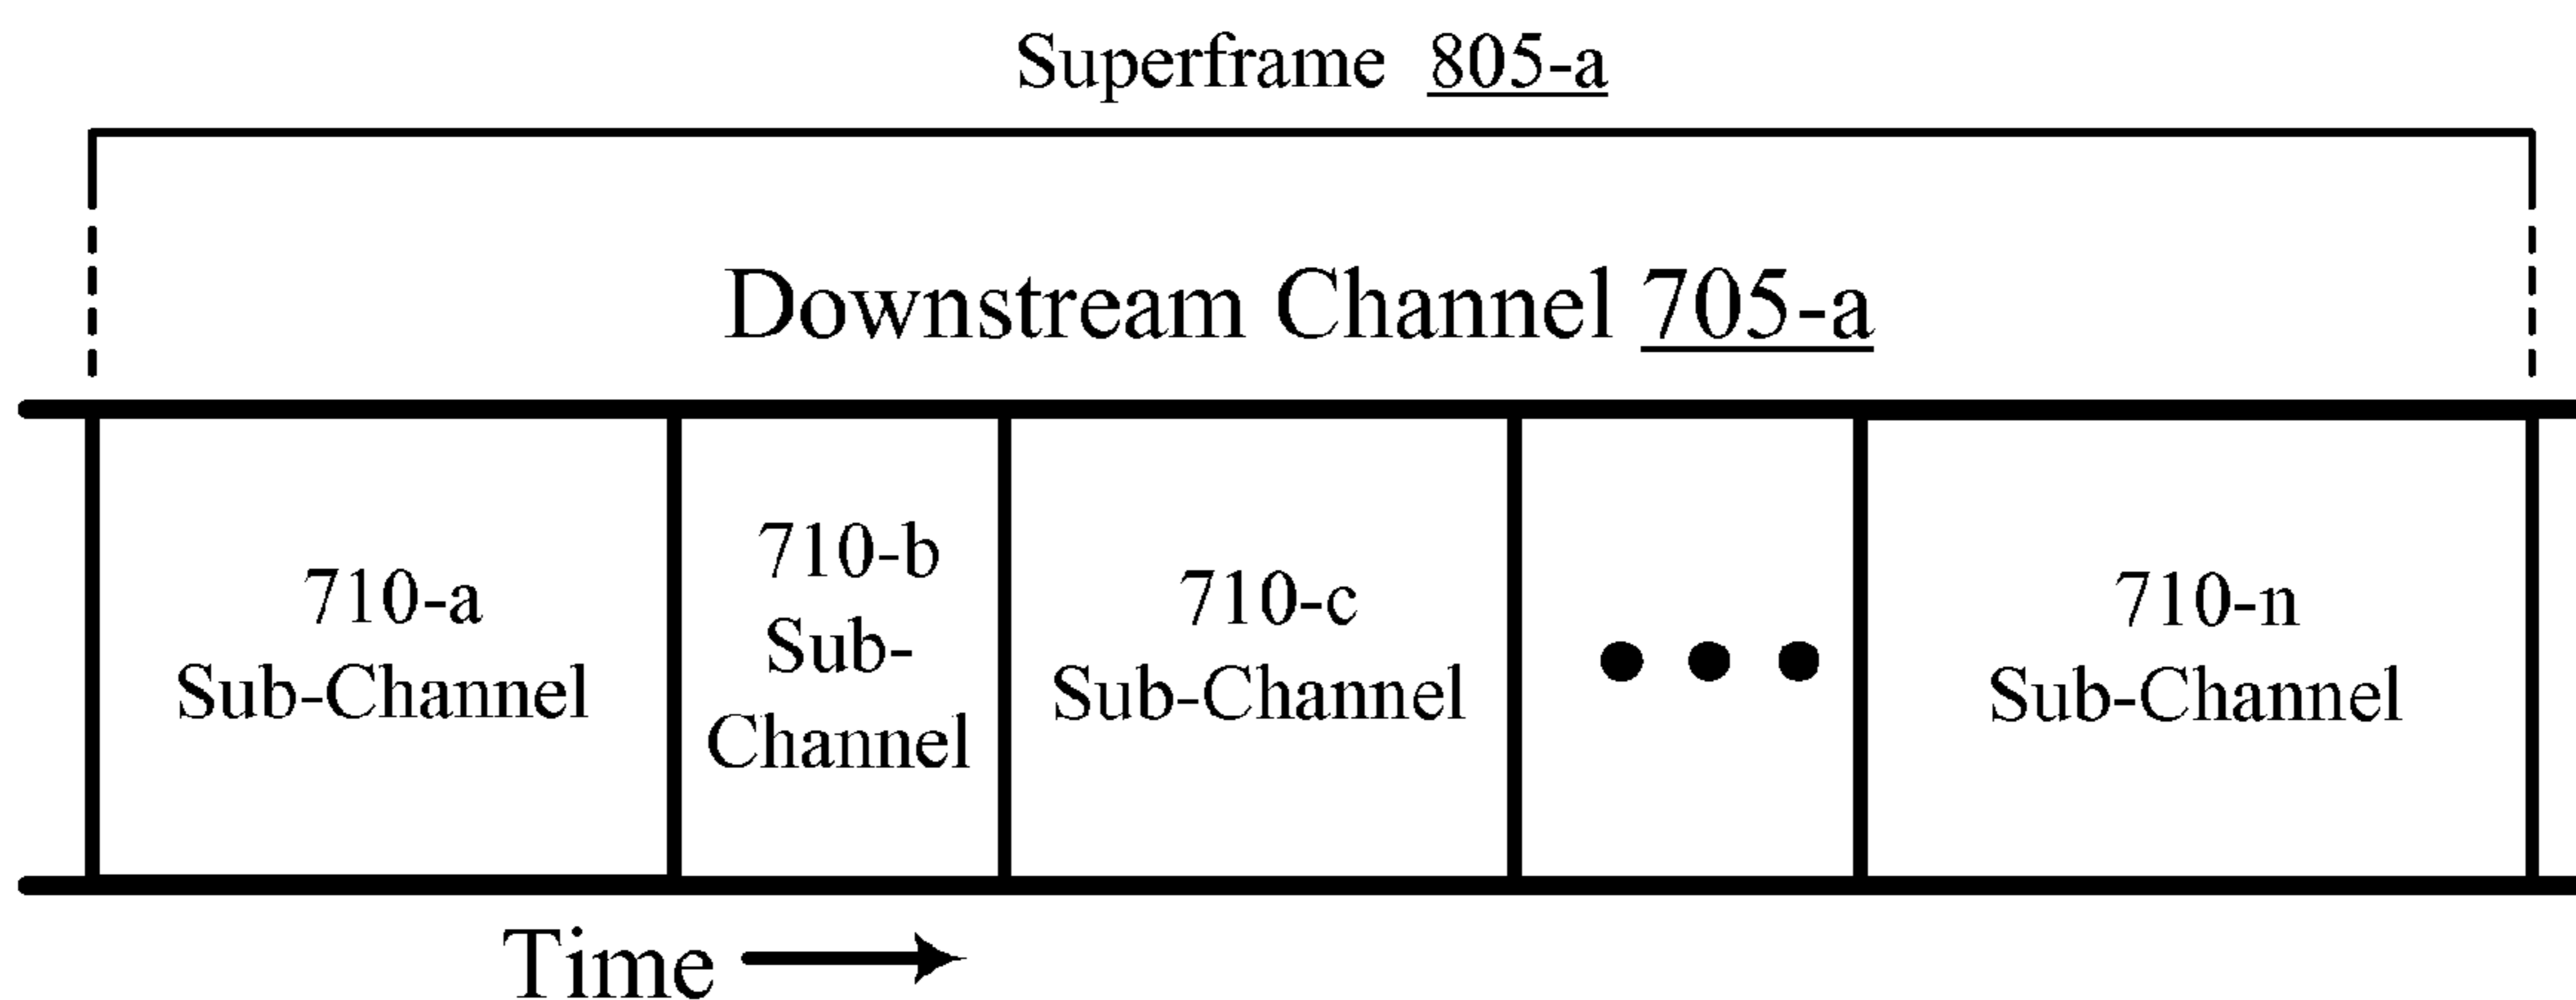 Superframe 805-a
Downstream Channel 705-a
710-a
Sub-Channel
710-b
Sub-
Channel
710-c
Sub-Channel
710-n
Sub-Channel
Time